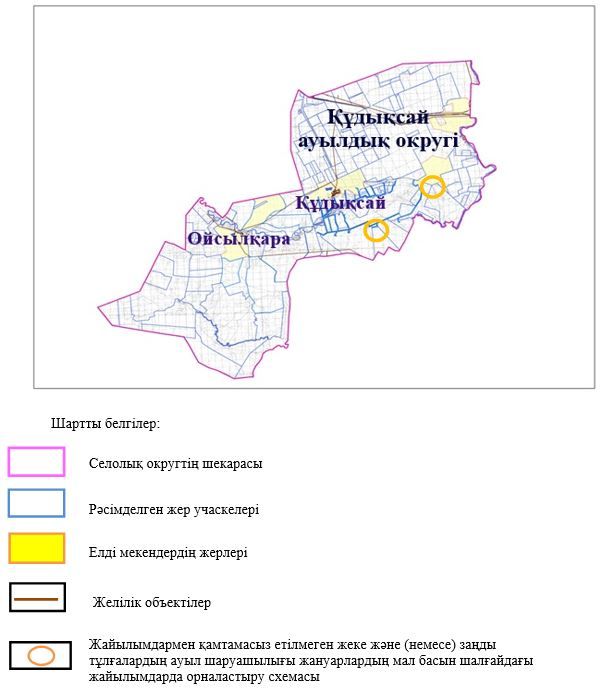 Құдықсай
ауылдық округі
Құдықсай
Ойсылқара
Шартты белгілер:
Селолық округтің шекарасы
Рәсімделген жер учаскелері
Елді мекендердің жерлері
Желілік объектілер
Жайылымдармен қамтамасыз етілмеген жеке және (немесе) заңды
тұлғалардың ауыл шаруашылығы жануарлардың мал басын шалғайдағы
жайылымдарда орналастыру схемасы